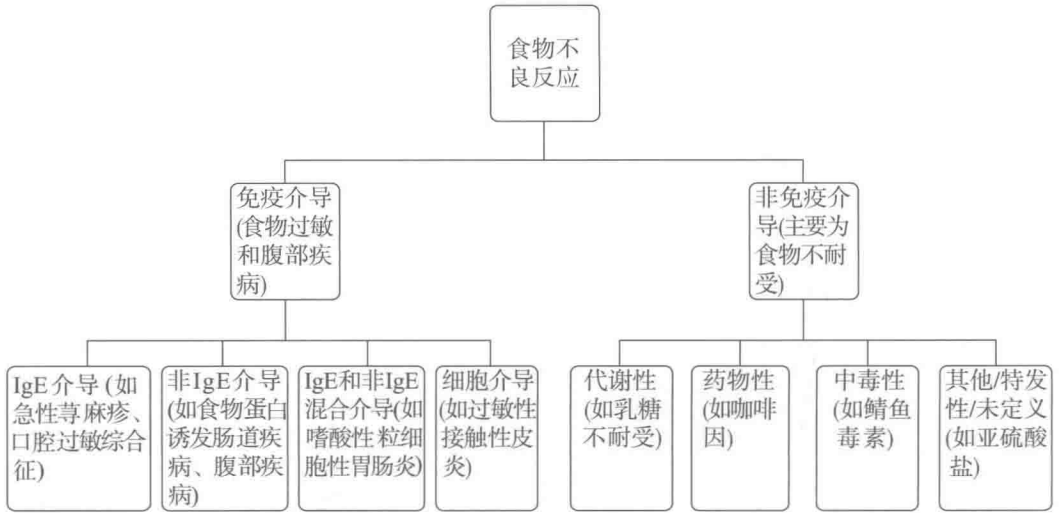 食物不
良反应
免疫介导
(食物过敏
和腹部疾
病)
非免疫介
导(主要为
食物不耐
受)
IgE介导 (如
急性荨麻疹、
口腔过敏综合
征)
非IgE介导
(如食物蛋白
诱发肠道疾
病、腹部疾
病)
IgE和非IgE
混合介导(如
嗜酸性粒细
胞性胃肠炎)
细胞介导
(如过敏性
接触性皮
炎)
代谢性
(如乳糖
不耐受)
药物性
(如咖啡
因)
中毒性
(如鲭鱼
毒素)
其他/特发
性/未定义
(如亚硫酸
盐)